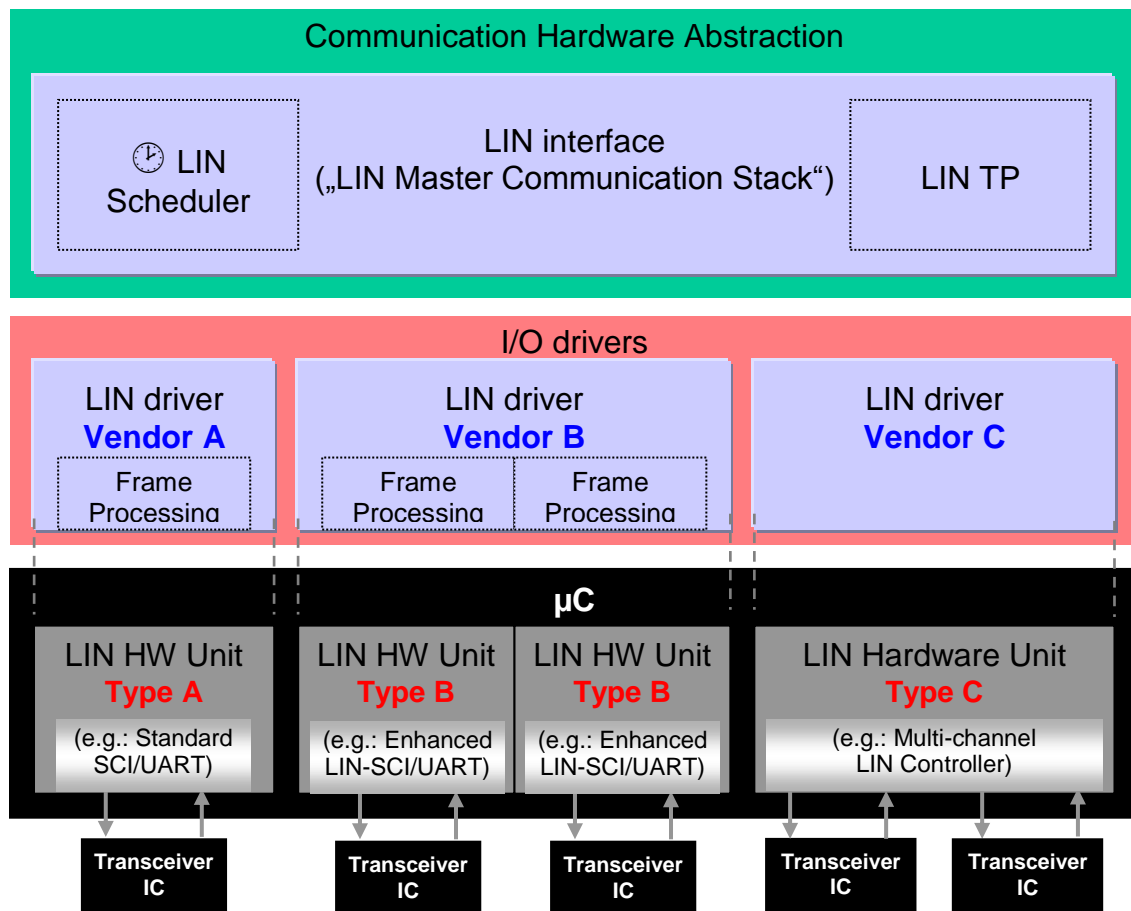 Communication Hardware Abstraction
🕑 LIN
Scheduler
LIN interface
(„LIN Master Communication Stack“)
LIN TP
I/O drivers
LIN driver
Vendor A
Frame
Processing
LIN driver
Vendor B
Frame
Processing
Frame
Processing
LIN driver
Vendor C
µC
LIN HW Unit
Type A
(e.g.: Standard
SCI/UART)
LIN HW Unit
Type B
(e.g.: Enhanced
LIN-SCI/UART)
LIN HW Unit
Type B
(e.g.: Enhanced
LIN-SCI/UART)
LIN Hardware Unit
Type C
(e.g.: Multi-channel
LIN Controller)
Transceiver
IC
Transceiver
IC
Transceiver
IC
Transceiver
IC
Transceiver
IC